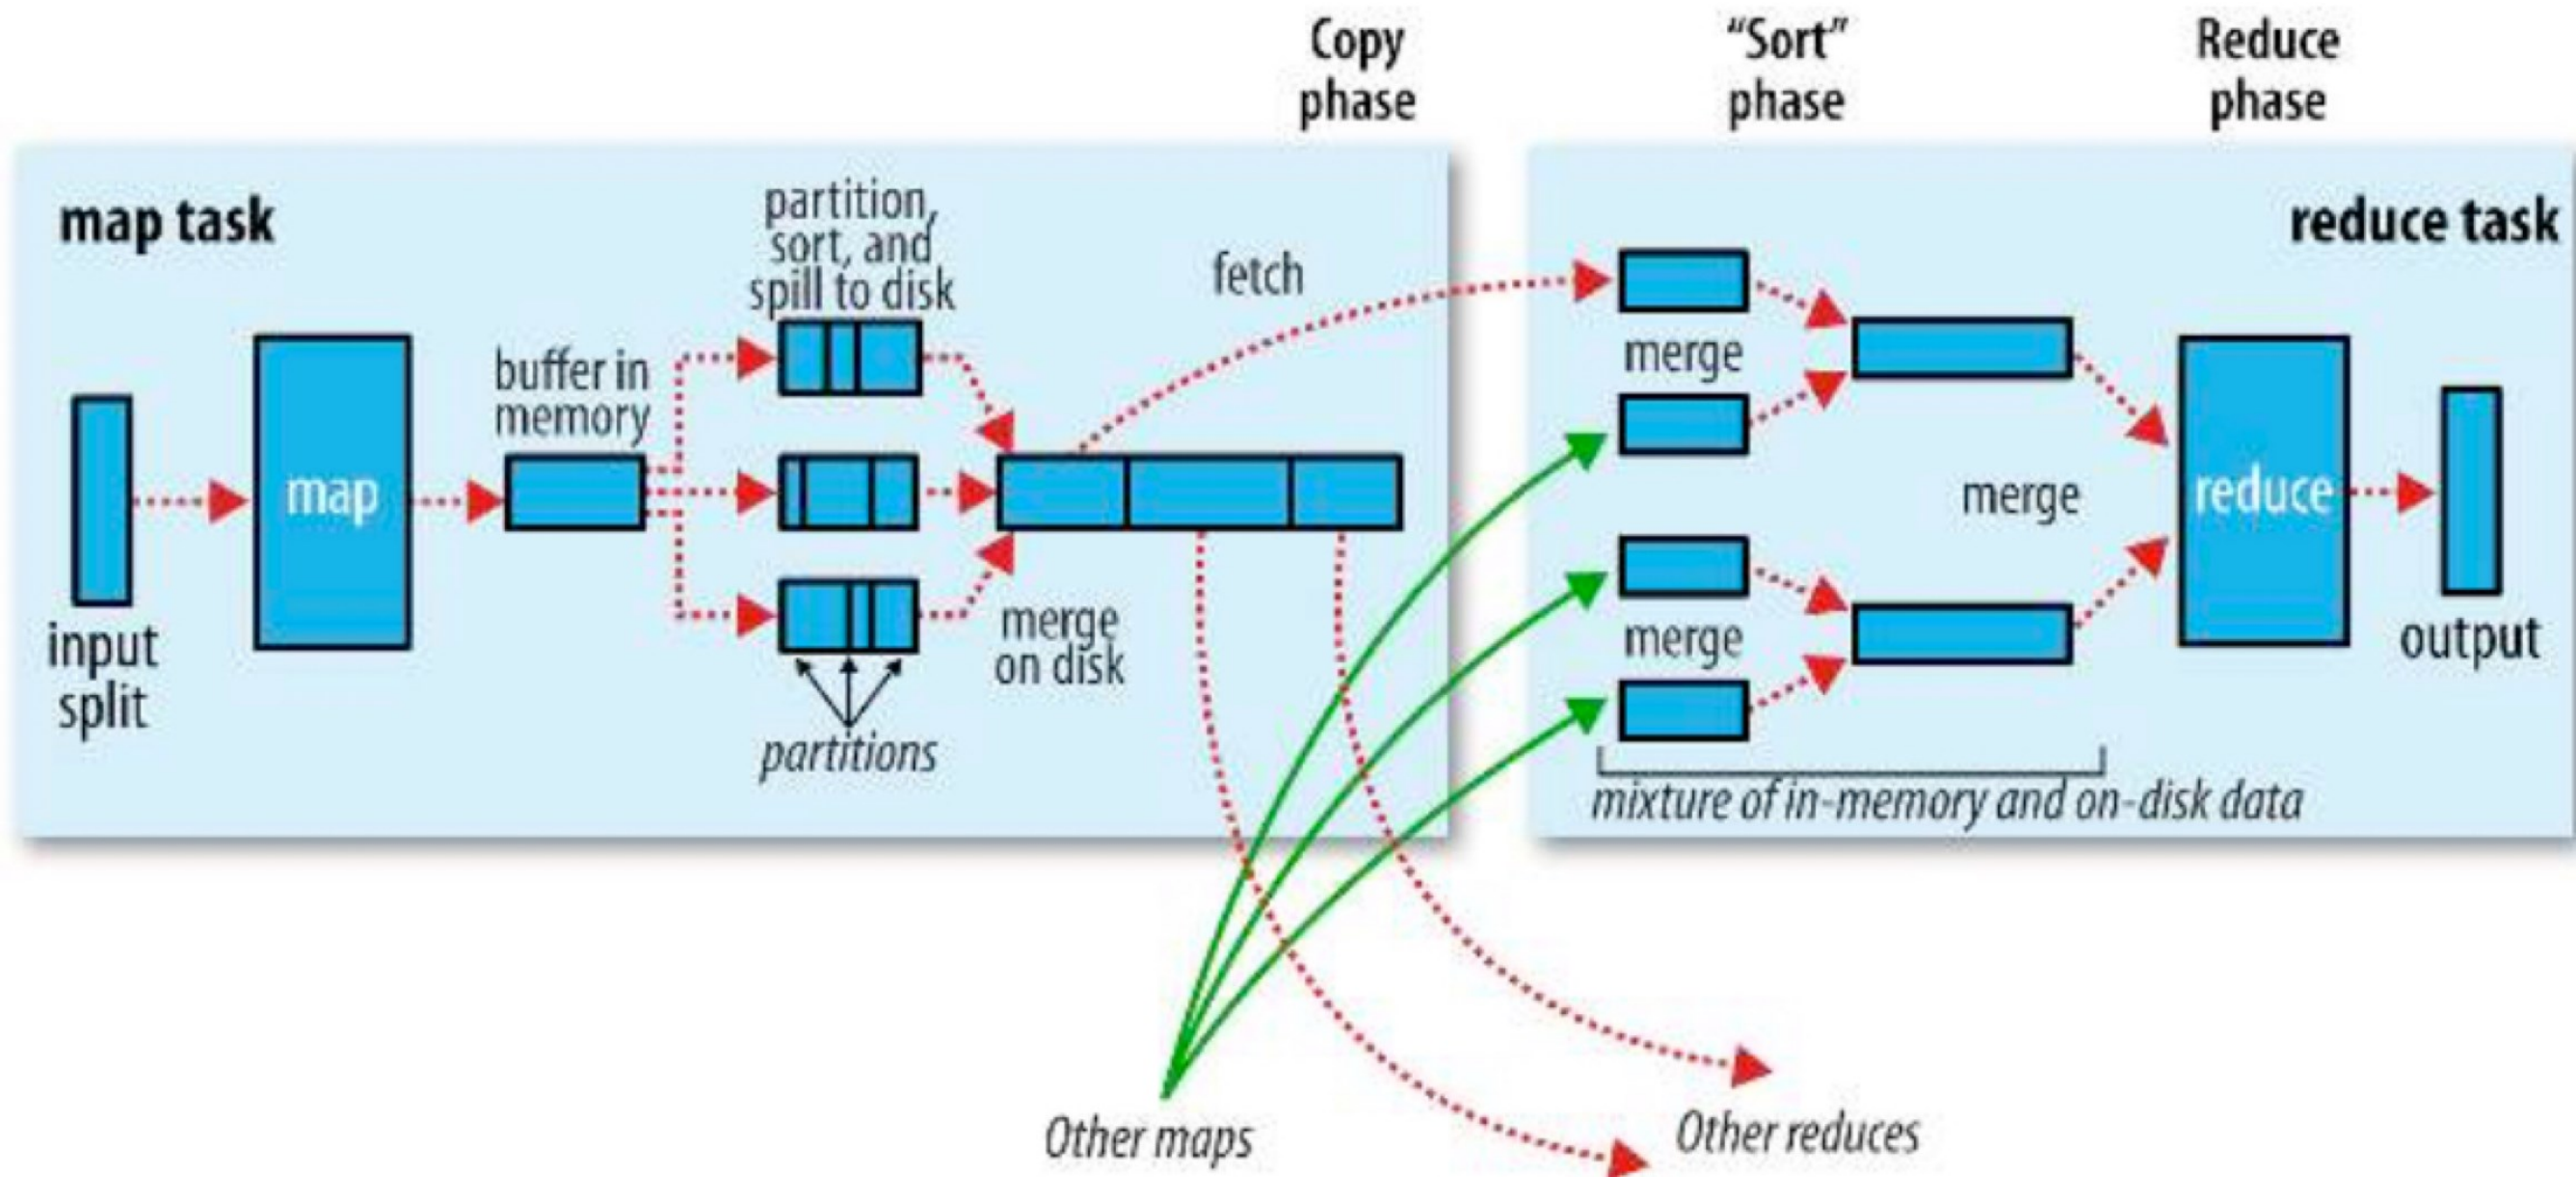 Copy
phase
“Sort”
phase
Reduce
phase
map task
reduce task
partition,
sort, and
spill to disk
fetch
buffer in
memory
merge
map
merge
reduce
input
split
merge
on disk
merge
output
partitions
mixture of in-memory and on-disk data
Other maps
Other reduces